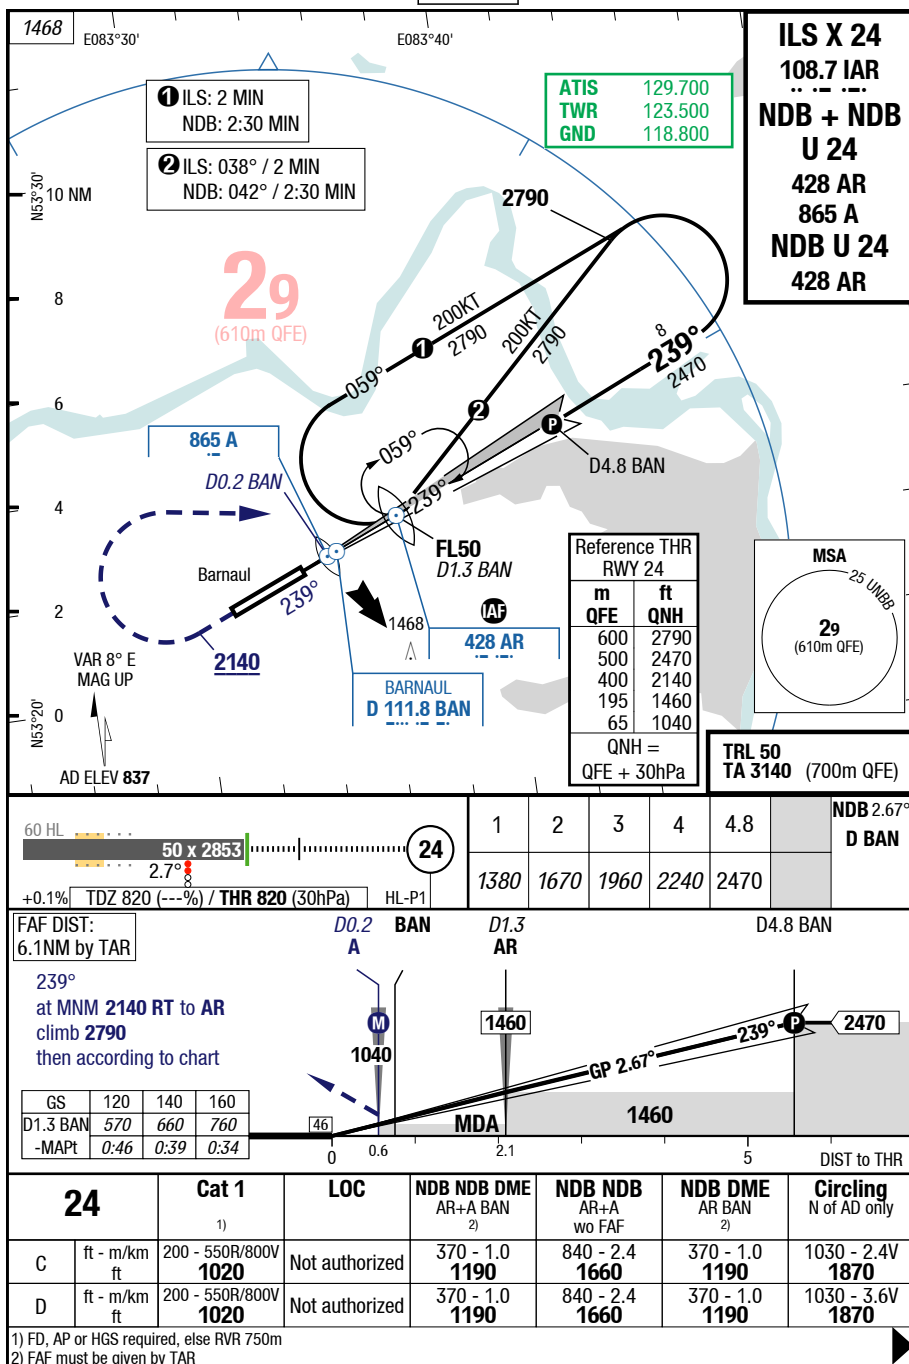 1468
E083°30'
E083°40'
ILS X 24
108.7 IAR
NDB + NDB
U 24
428 AR
865 A
NDB U 24
428 AR
❶ ILS: 2 MIN
NDB: 2:30 MIN
❷ ILS: 038° / 2 MIN
NDB: 042° / 2:30 MIN
ATIS 129.700
TWR 123.500
GND 118.800
N53°30'
10 NM
2790
29
(610m QFE)
8
200KT
2790
1
200KT
2790
8
239°
2470
059°
6
2
P
865 A
059°
D4.8 BAN
D0.2 BAN
239°
4
FL50
D1.3 BAN
Barnaul
239°
IAF
1468
428 AR
2
2140
BARNAUL
D 111.8 BAN
VAR 8° E
MAG UP
N53°20'
0
AD ELEV 837
Reference THR
RWY 24
m ft
QFE QNH
600 2790
500 2470
400 2140
195 1460
65 1040
QNH =
QFE + 30hPa
MSA
25 UNBB
29
(610m QFE)
TRL 50
TA 3140 (700m QFE)
60 HL
50 x 2853
24
2.7°
+0.1% TDZ 820 (---%) / THR 820 (30hPa) HL-P1
1 2 3 4 4.8 NDB 2.67°
D BAN
1380 1670 1960 2240 2470
FAF DIST:
6.1NM by TAR
D0.2 BAN D1.3 D4.8 BAN
A AR
239°
at MNM 2140 RT to AR
climb 2790
then according to chart
M
1040
1460
GP 2.67°
239°
P
2470
GS 120 140 160
D1.3 BAN 570 660 760
-MAPt 0:46 0:39 0:34
46
MDA
1460
0 0.6 2.1 5 DIST to THR
24 Cat 1 LOC NDB NDB DME NDB NDB NDB DME Circling
AR+A BAN AR+A AR BAN N of AD only
1) 2) wo FAF 2)
C ft - m/km 200 - 550R/800V Not authorized 370 - 1.0 840 - 2.4 370 - 1.0 1030 - 2.4V
ft 1020 1190 1660 1190 1870
D ft - m/km 200 - 550R/800V Not authorized 370 - 1.0 840 - 2.4 370 - 1.0 1030 - 3.6V
ft 1020 1190 1660 1190 1870
1) FD, AP or HGS required, else RVR 750m
2) FAF must be given by TAR